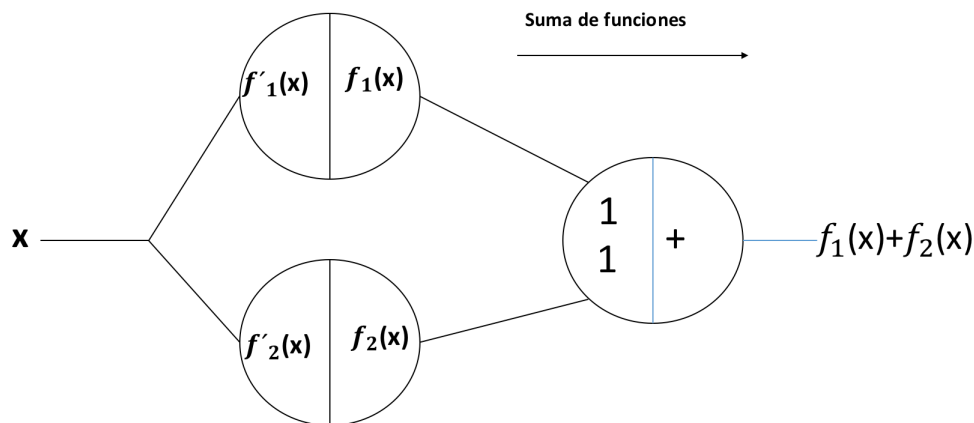 Suma de funciones
f´₁(x) f₁(x)
x
1
1
+
f₁(x)+f₂(x)
f´₂(x) f₂(x)